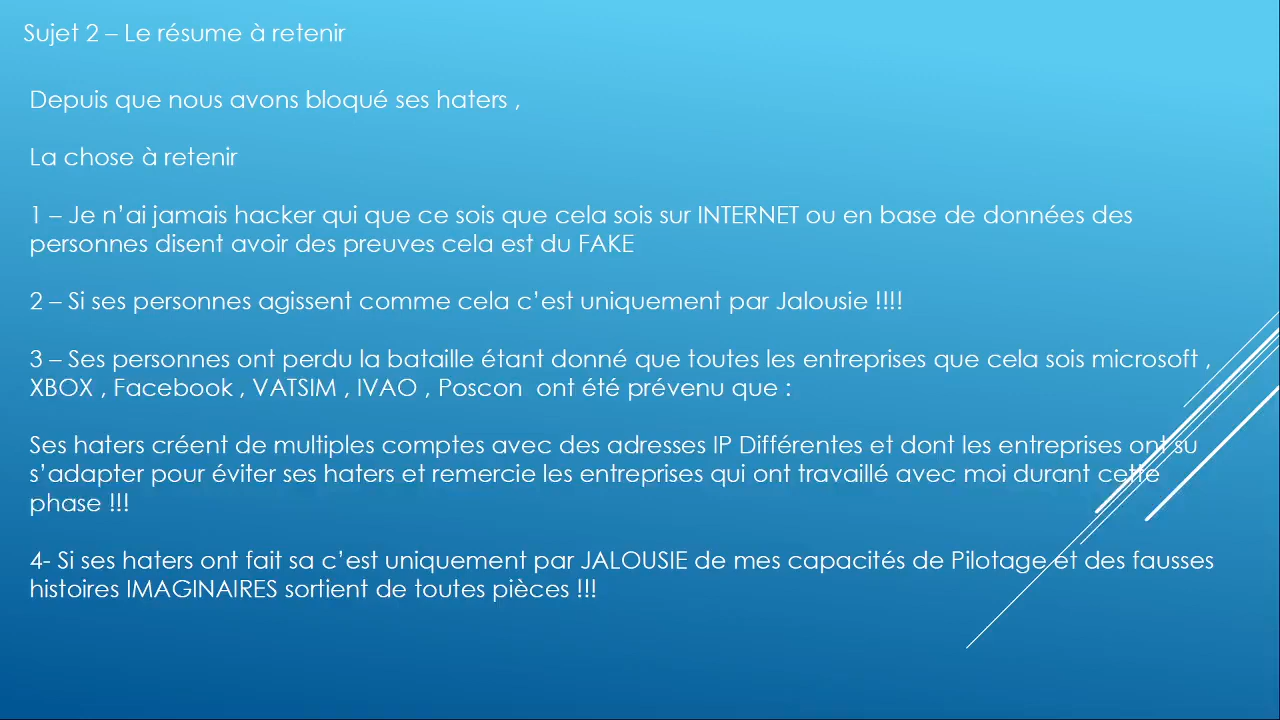 Sujet 2 – Le résume à retenir
Depuis que nous avons bloqué ses haters ,
La chose à retenir
1 – Je n’ai jamais hacker qui que ce sois que cela sois sur INTERNET ou en base de données des
personnes disent avoir des preuves cela est du FAKE
2 – Si ses personnes agissent comme cela c’est uniquement par Jalousie !!!!
3 – Ses personnes ont perdu la bataille étant donné que toutes les entreprises que cela sois microsoft ,
XBOX , Facebook , VATSIM , IVAO , Poscon  ont été prévenu que :
Ses haters créent de multiples comptes avec des adresses IP Différentes et dont les entreprises ont su
s’adapter pour éviter ses haters et remercie les entreprises qui ont travaillé avec moi durant cette
phase !!!
4- Si ses haters ont fait sa c’est uniquement par JALOUSIE de mes capacités de Pilotage et des fausses
histoires IMAGINAIRES sortient de toutes pièces !!!